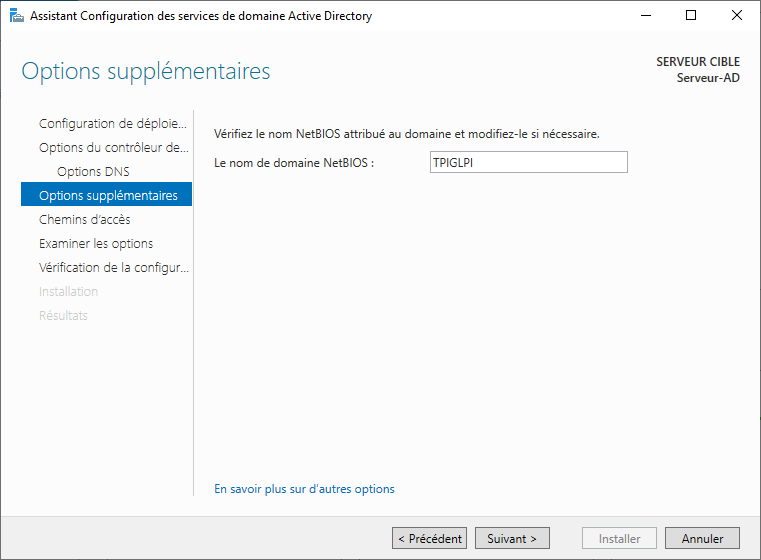 Assistant Configuration des services de domaine Active Directory
Options supplémentaires
SERVEUR CIBLE
Serveur-AD
Configuration de déploie...
Options du contrôleur de...
Options DNS
Options supplémentaires
Chemins d'accès
Examiner les options
Vérification de la configur...
Installation
Résultats
Vérifiez le nom NetBIOS attribué au domaine et modifiez-le si nécessaire.
Le nom de domaine NetBIOS : TPIGLPI
En savoir plus sur d'autres options
< Précédent Suivant > Installer Annuler